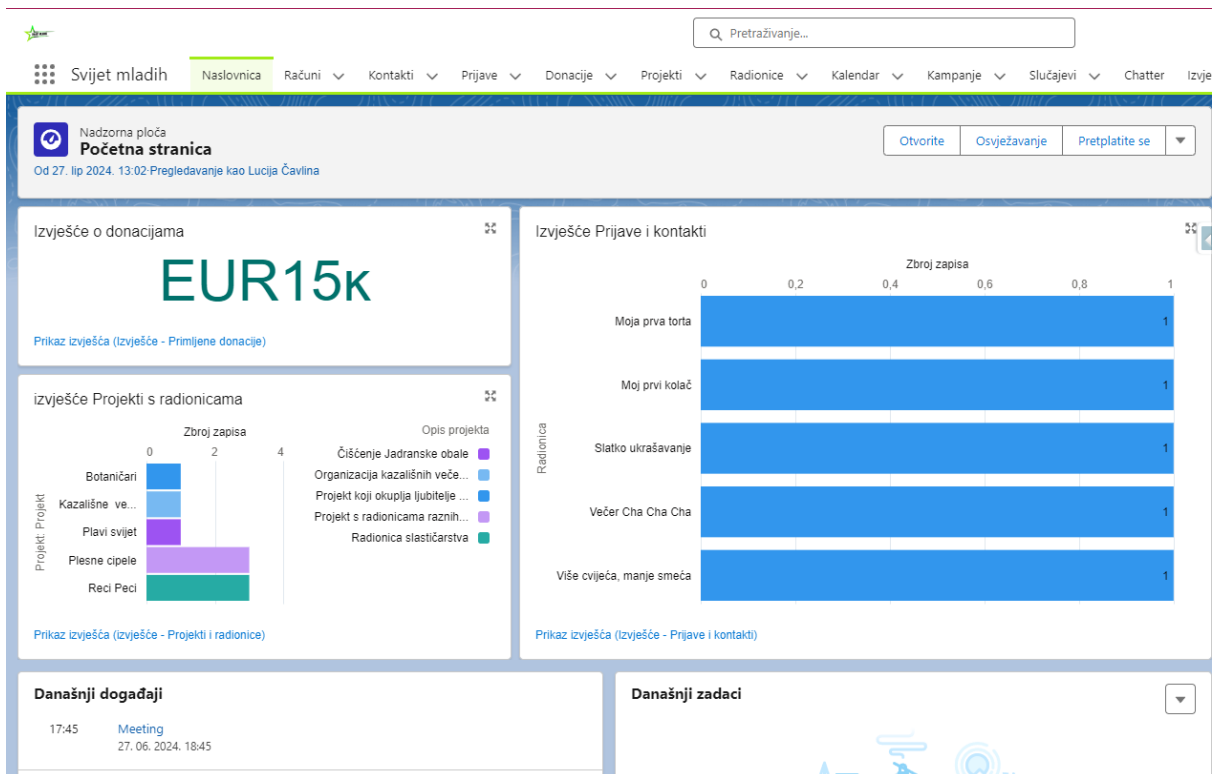 Pretraživanje...
Svijet mladih Naslovnica Računi Kontakti Prijave Donacije Projekti Radionice Kalendar Kampanje Slučajevi Chatter Izvje
Nadzorna ploča
Početna stranica
Od 27. lip 2024. 13:02·Pregledavanje kao Lucija Čavlina
Otvorite Osvježavanje Pretplatite se
Izvješće o donacijama
EUR15K
Prikaz izvješća (Izvješće - Primljene donacije)
izvješće Projekti s radionicama
Zbroj zapisa
0 2 4
Projekt: Projekt
Botaničari
Kazališne ve...
Plavi svijet
Plesne cipele
Reci Peci
Opis projekta
Čišćenje Jadranske obale
Organizacija kazališnih veče...
Projekt koji okuplja ljubitelje ...
Projekt s radionicama raznih...
Radionica slastičarstva
Prikaz izvješća (izvješće - Projekti i radionice)
Izvješće Prijave i kontakti
Zbroj zapisa
0 0,2 0,4 0,6 0,8 1
Radionica
Moja prva torta 1
Moj prvi kolač 1
Slatko ukrašavanje 1
Večer Cha Cha Cha 1
Više cvijeća, manje smeća 1
Prikaz izvješća (Izvješće - Prijave i kontakti)
Današnji događaji
17:45 Meeting
27. 06. 2024. 18:45
Današnji zadaci